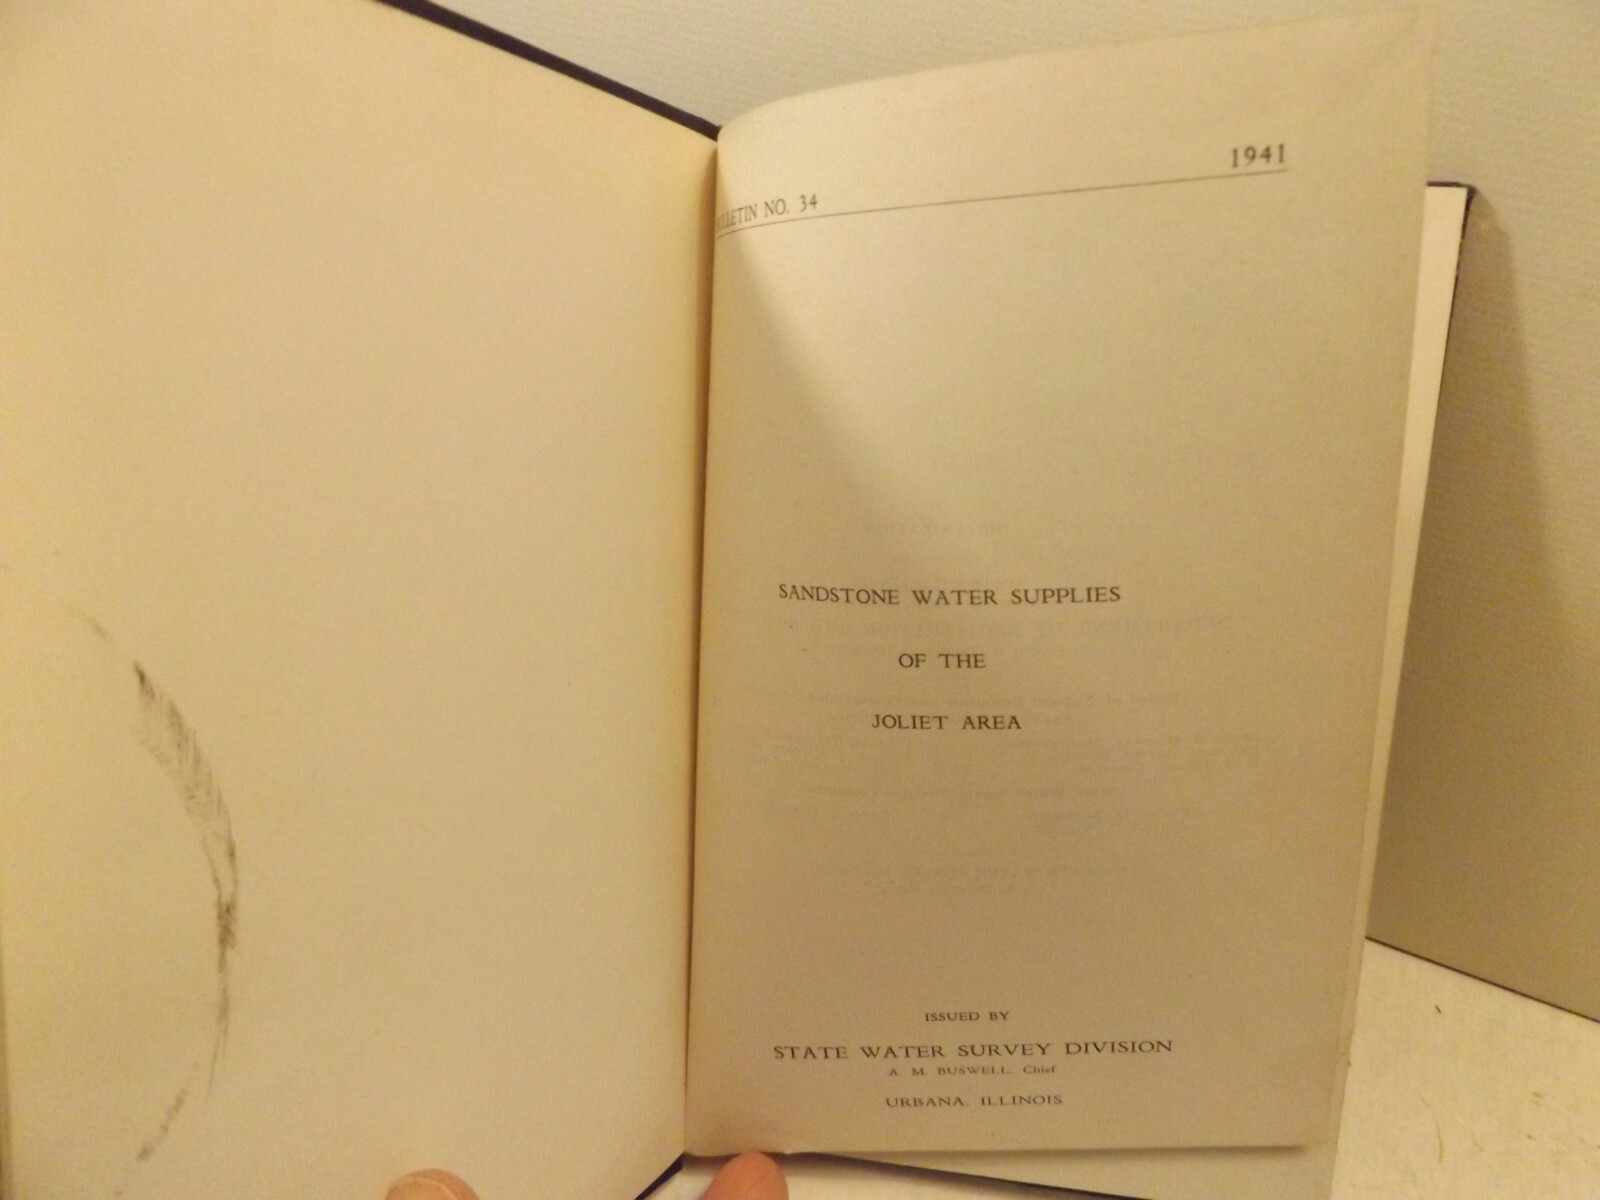 BULLETIN NO. 34 1941
SANDSTONE WATER SUPPLIES
OF THE
JOLIET AREA
ISSUED BY
STATE WATER SURVEY DIVISION
A. M. BUSWELL, Chief
URBANA, ILLINOIS